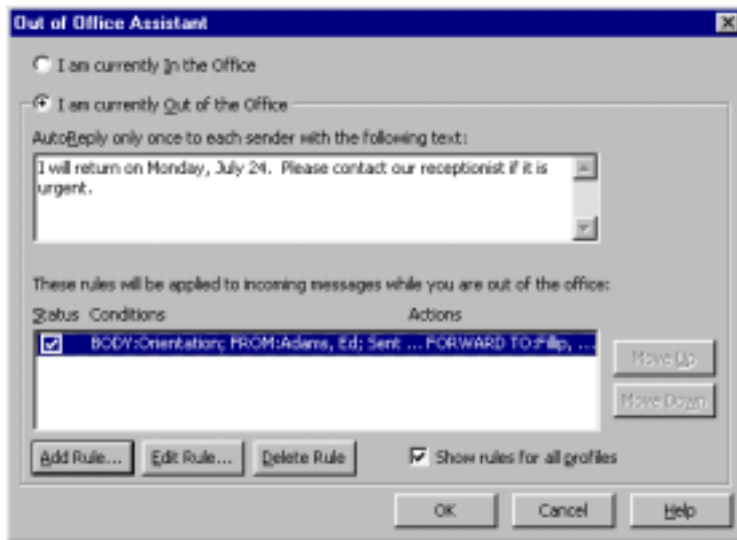 Out of Office Assistant
I am currently In the Office
I am currently Out of the Office
AutoReply only once to each sender with the following text:
I will return on Monday, July 24. Please contact our receptionist if it is
urgent.
These rules will be applied to incoming messages while you are out of the office:
Status Conditions Actions
BODY:Orientation; FROM:Adams, Ed; Sent ... FORWARD TO:Fillip, ...
Move Up
Move Down
Add Rule... Edit Rule... Delete Rule Show rules for all profiles
OK Cancel Help